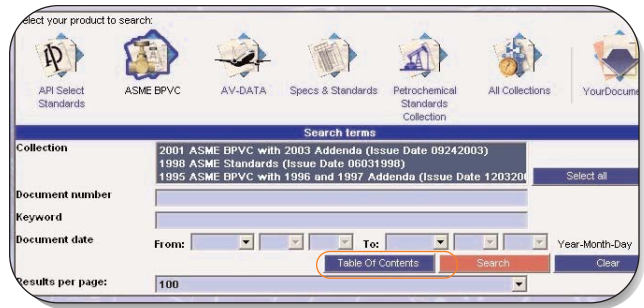 elect your product to search:
API Select Standards
ASME BPVC
AV-DATA
Specs & Standards
Petrochemical Standards Collection
All Collections
YourDocume
Search terms
Collection
2001 ASME BPVC with 2003 Addenda (Issue Date 09242003)
1998 ASME Standards (Issue Date 06031998)
1995 ASME BPVC with 1996 and 1997 Addenda (Issue Date 120320
Select all
Document number
Keyword
Document date From: To: Year-Month-Day
Table Of Contents Search Clear
Results per page: 100